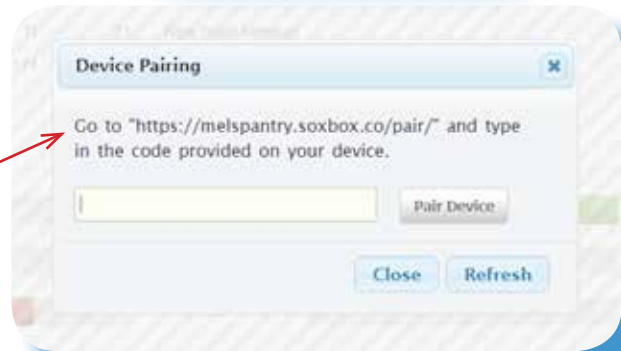 Device Pairing
Go to "https://melspantry.soxbox.co/pair/" and type
in the code provided on your device.
Pair Device
Close Refresh